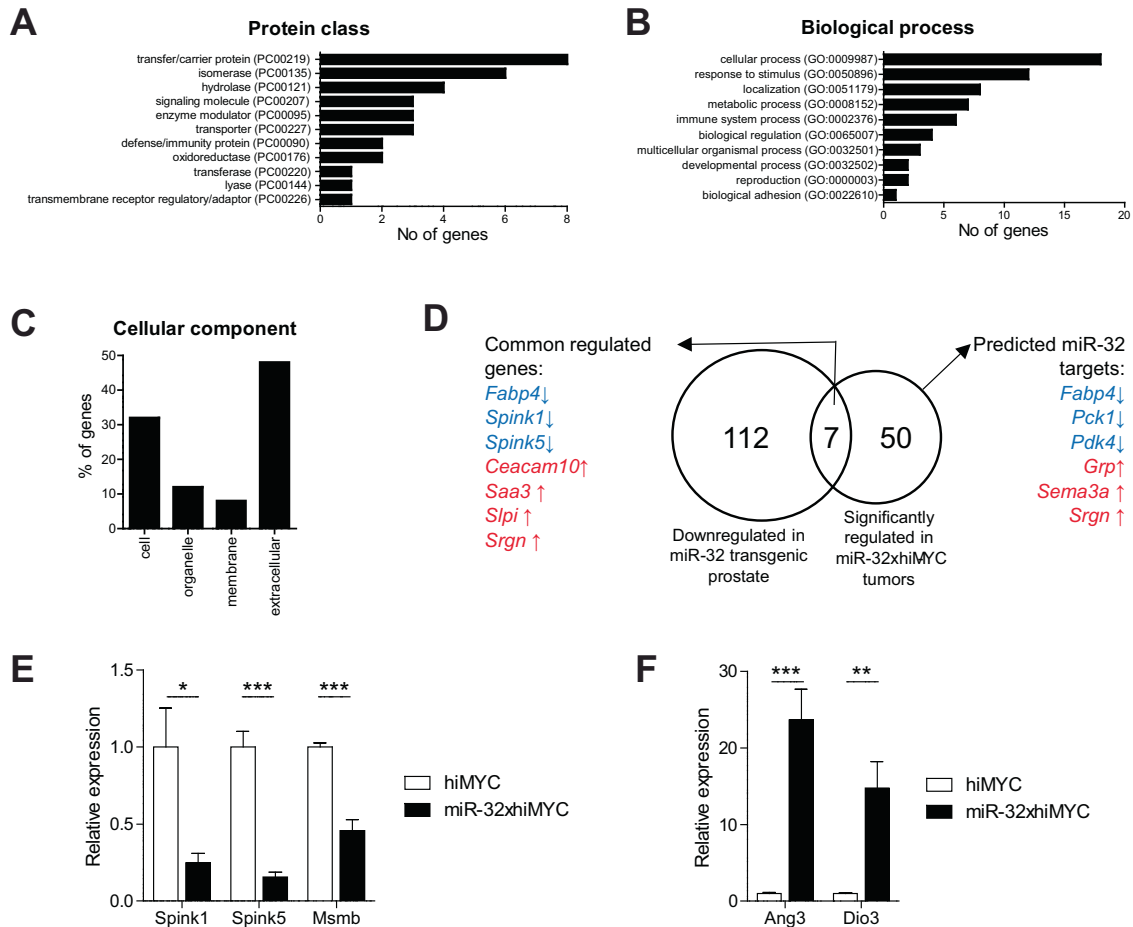 A
Protein class
transfer/carrier protein (PC00219)
isomerase (PC00135)
hydrolase (PC00121)
signaling molecule (PC00207)
enzyme modulator (PC00095)
transporter (PC00227)
defense/immunity protein (PC00090)
oxidoreductase (PC00176)
transferase (PC00220)
lyase (PC00144)
transmembrane receptor regulatory/adaptor (PC00226)
0 2 4 6 8
No of genes
B
Biological process
cellular process (GO:0009987)
response to stimulus (GO:0050896)
localization (GO:0051179)
metabolic process (GO:0008152)
immune system process (GO:0002376)
biological regulation (GO:0065007)
multicellular organismal process (GO:0032501)
developmental process (GO:0032502)
reproduction (GO:0000003)
biological adhesion (GO:0022610)
0 5 10 15 20
No of genes
C
Cellular component
% of genes
50
40
30
20
10
0
cell
organelle
membrane
extracellular
D
Common regulated
genes:
Fabp4↓
Spink1↓
Spink5↓
Ceacam10↑
Saa3 ↑
Slpi ↑
Srgn ↑
112
7
50
Downregulated in
miR-32 transgenic
prostate
Significantly
regulated in
miR-32xhiMYC
tumors
Predicted miR-32
targets:
Fabp4↓
Pck1↓
Pdk4↓
Grp↑
Sema3a ↑
Srgn ↑
E
Relative expression
1.5
1.0
0.5
0.0
* *** ***
Spink1 Spink5 Msmb
hiMYC
miR-32xhiMYC
F
Relative expression
30
20
10
0
*** **
Ang3 Dio3
hiMYC
miR-32xhiMYC